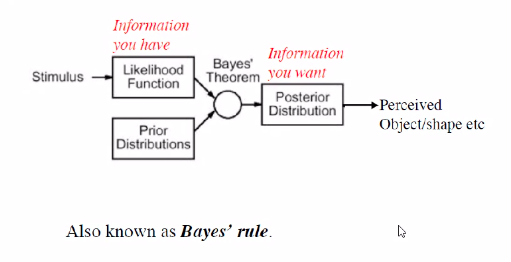 Information
you have
Stimulus
Likelihood
Function
Bayes'
Theorem
Information
you want
Prior
Distributions
Posterior
Distribution
Perceived
Object/shape etc
Also known as Bayes' rule.